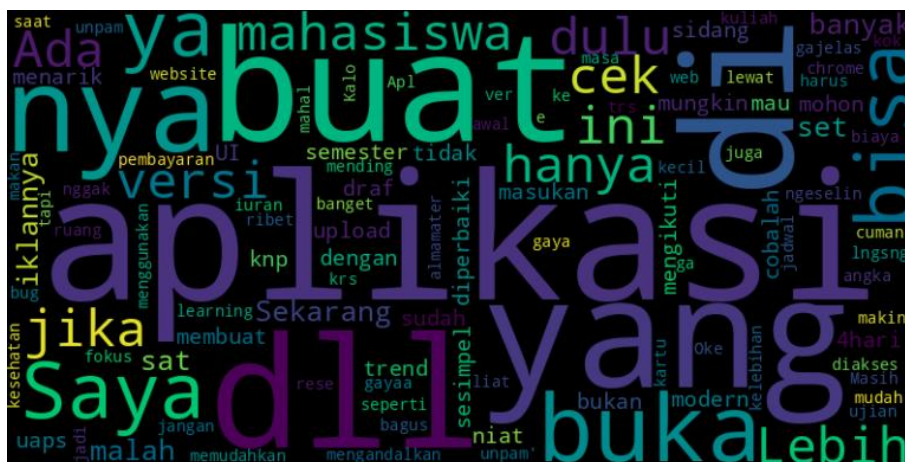 saat unpam ya mahasiswa dulu sidang kuliah banyak kok
Ada buat cek masa web lewat gajelas chrome
menarik website mahal Kalo Apl ver ke trs mungkin mau mohon harus
nya e awal ini di juga set biaya bisa
pembayaran UI semester tidak hanya kecil
makan versi mending masukan
iklannya tapi nggak iuran banget draf diperbaiki mengikuti cobalah jadwal ngeselin
ruang menggunakan ribet upload almamater gaya ga cuman
aplikasi lngsng
bug knp dengan angka
learning krs Sekarang
jika membuat sudah yang makin
kesehatan fokus sat trend sesimpel kartu Oke kelebihan 4hari
Saya dll rese gayaa liat bukan modern diakses
seperti Masih
jadi jangan bagus niat buka mudah
uaps malah ujian
memudahkan mengandalkan unpam' Lebih